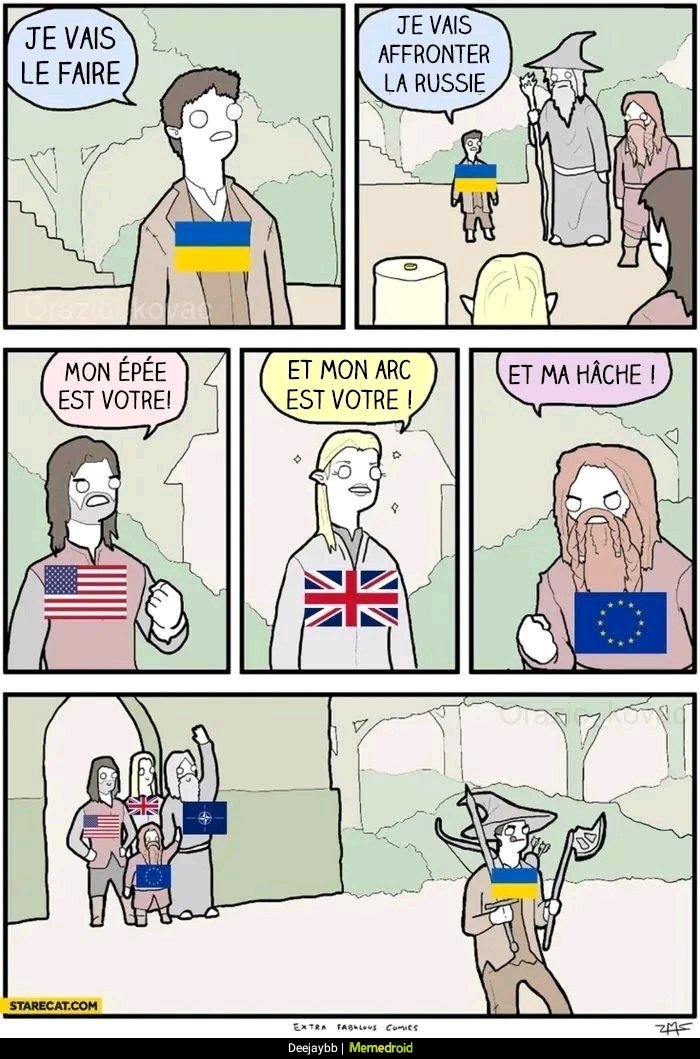 JE VAIS
LE FAIRE
JE VAIS
AFFRONTER
LA RUSSIE
MON ÉPÉE
EST VOTRE!
ET MON ARC
EST VOTRE !
ET MA HÂCHE !
STARECAT.COM
EXTRA FABULOUS COMICS
ZMS
Deejaybb | Memedroid